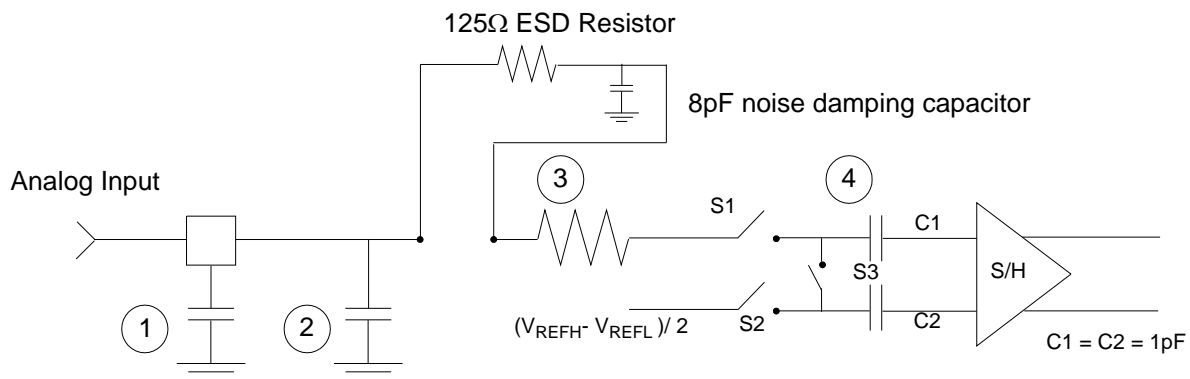 125Ω ESD Resistor
8pF noise damping capacitor
Analog Input
3
4
S1
C1
S3
S/H
1
2
(VREFH- VREFL )/ 2
S2
C2
C1 = C2 = 1pF